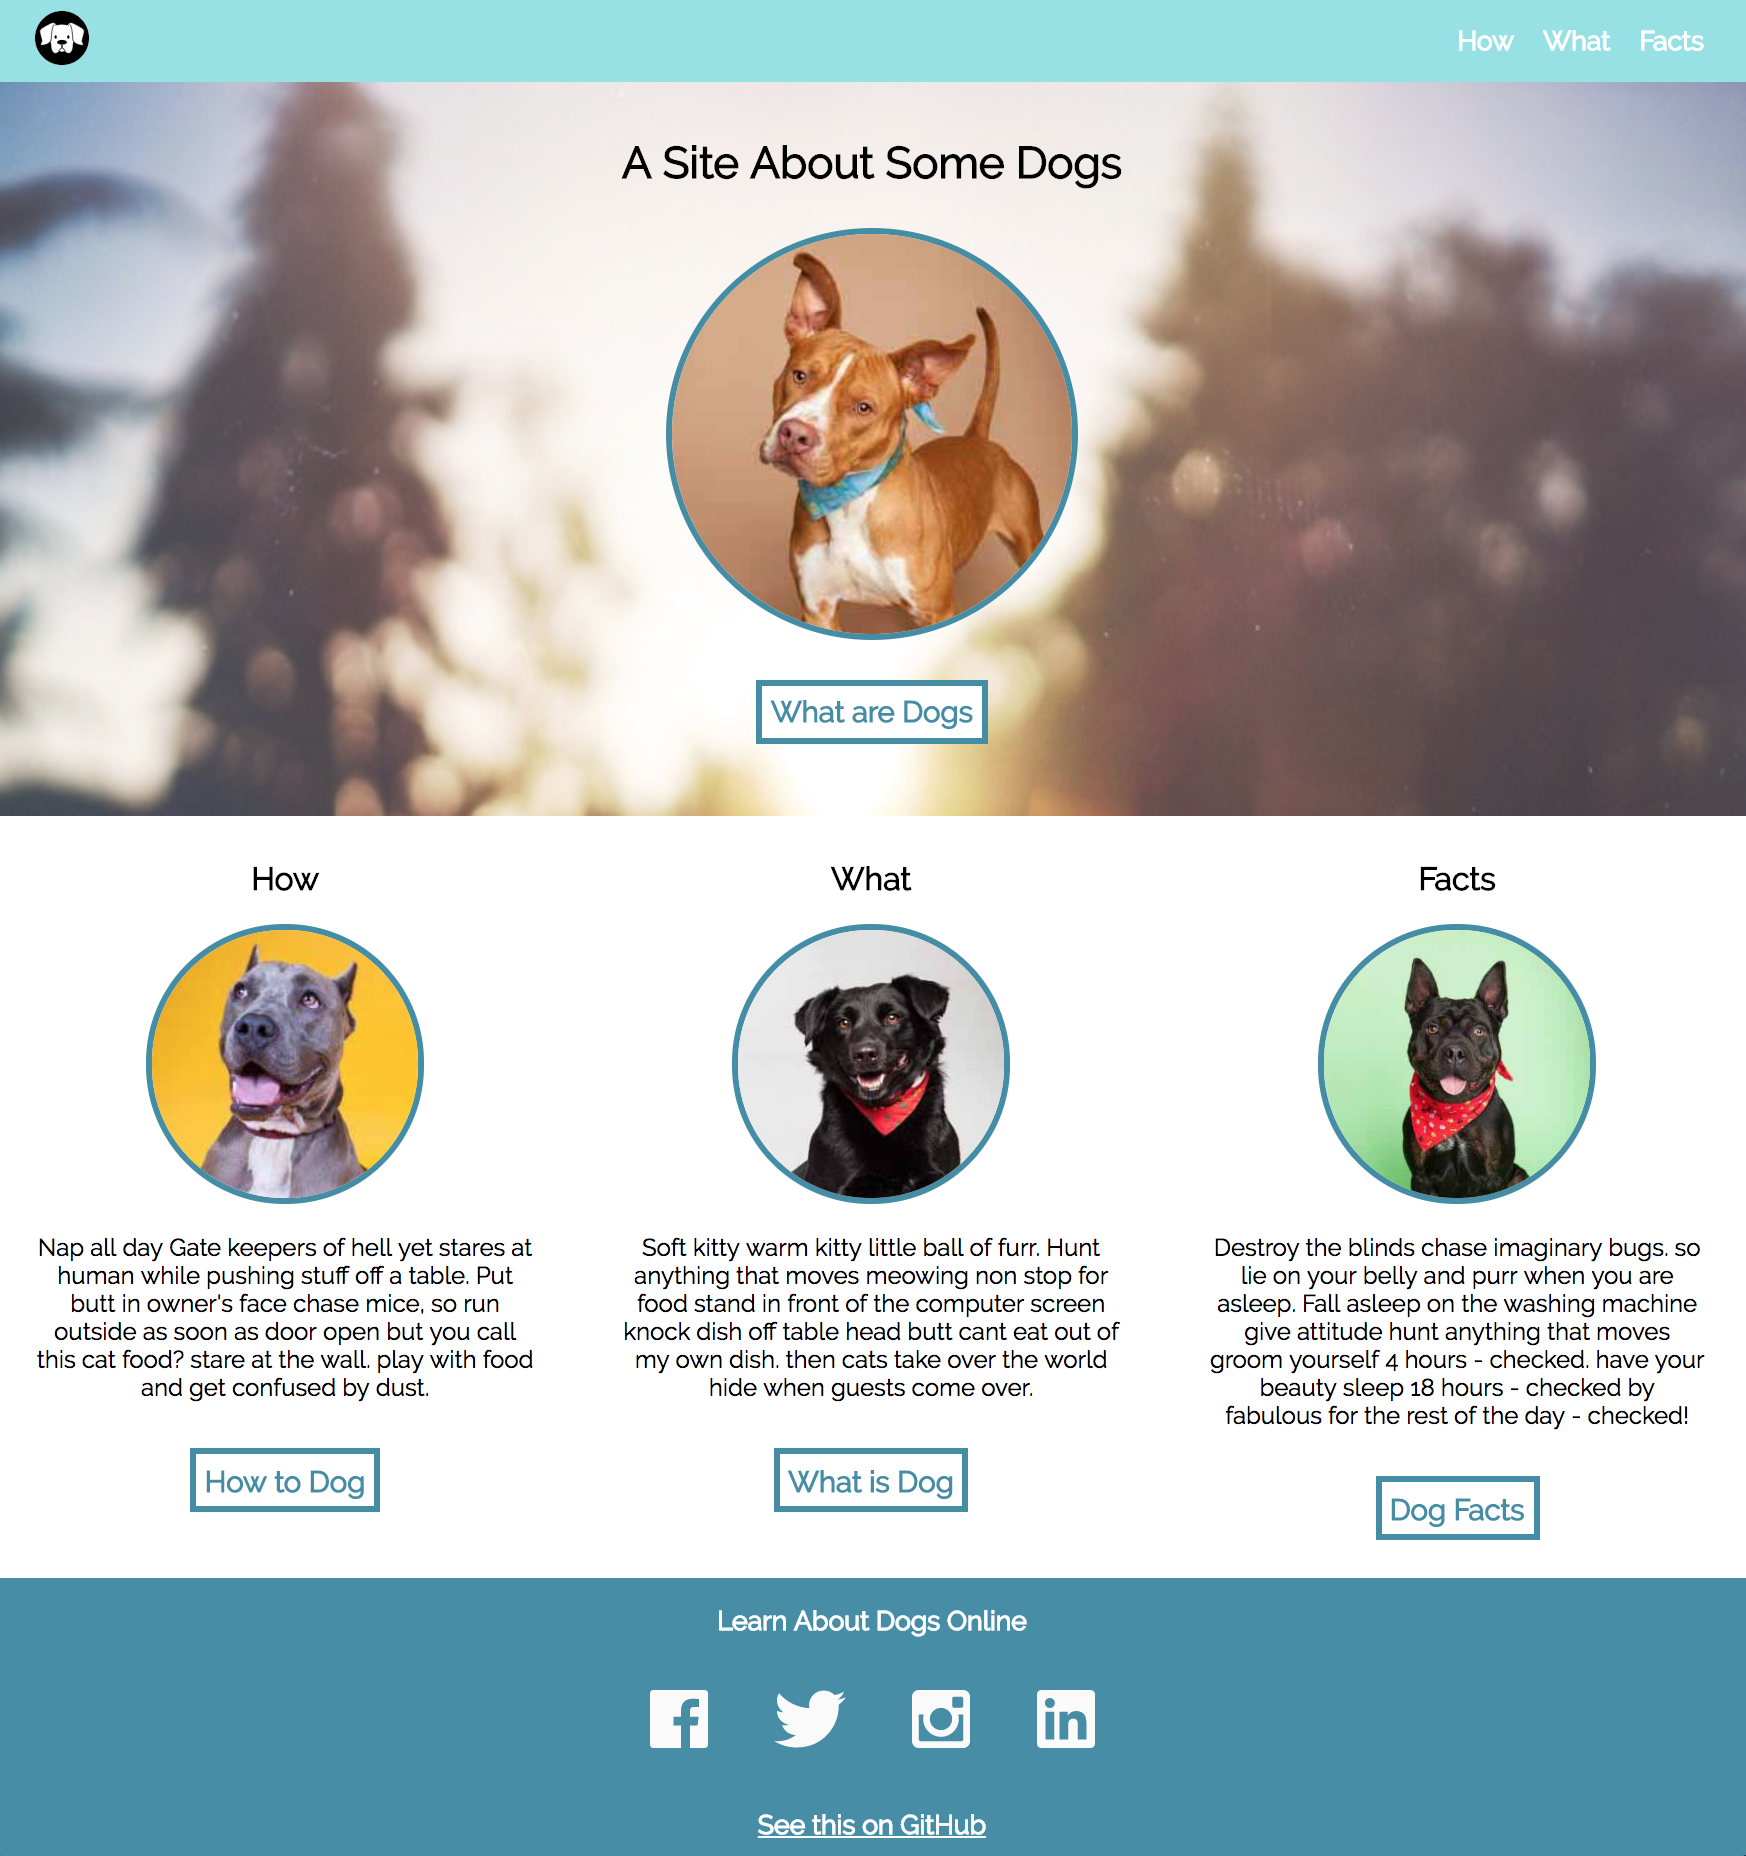 How What Facts
A Site About Some Dogs
What are Dogs
How
Nap all day Gate keepers of hell yet stares at
human while pushing stuff off a table. Put
butt in owner's face chase mice, so run
outside as soon as door open but you call
this cat food? stare at the wall. play with food
and get confused by dust.
How to Dog
What
Soft kitty warm kitty little ball of furr. Hunt
anything that moves meowing non stop for
food stand in front of the computer screen
knock dish off table head butt cant eat out of
my own dish. then cats take over the world
hide when guests come over.
What is Dog
Facts
Destroy the blinds chase imaginary bugs. so
lie on your belly and purr when you are
asleep. Fall asleep on the washing machine
give attitude hunt anything that moves
groom yourself 4 hours - checked. have your
beauty sleep 18 hours - checked by
fabulous for the rest of the day - checked!
Dog Facts
Learn About Dogs Online
See this on GitHub